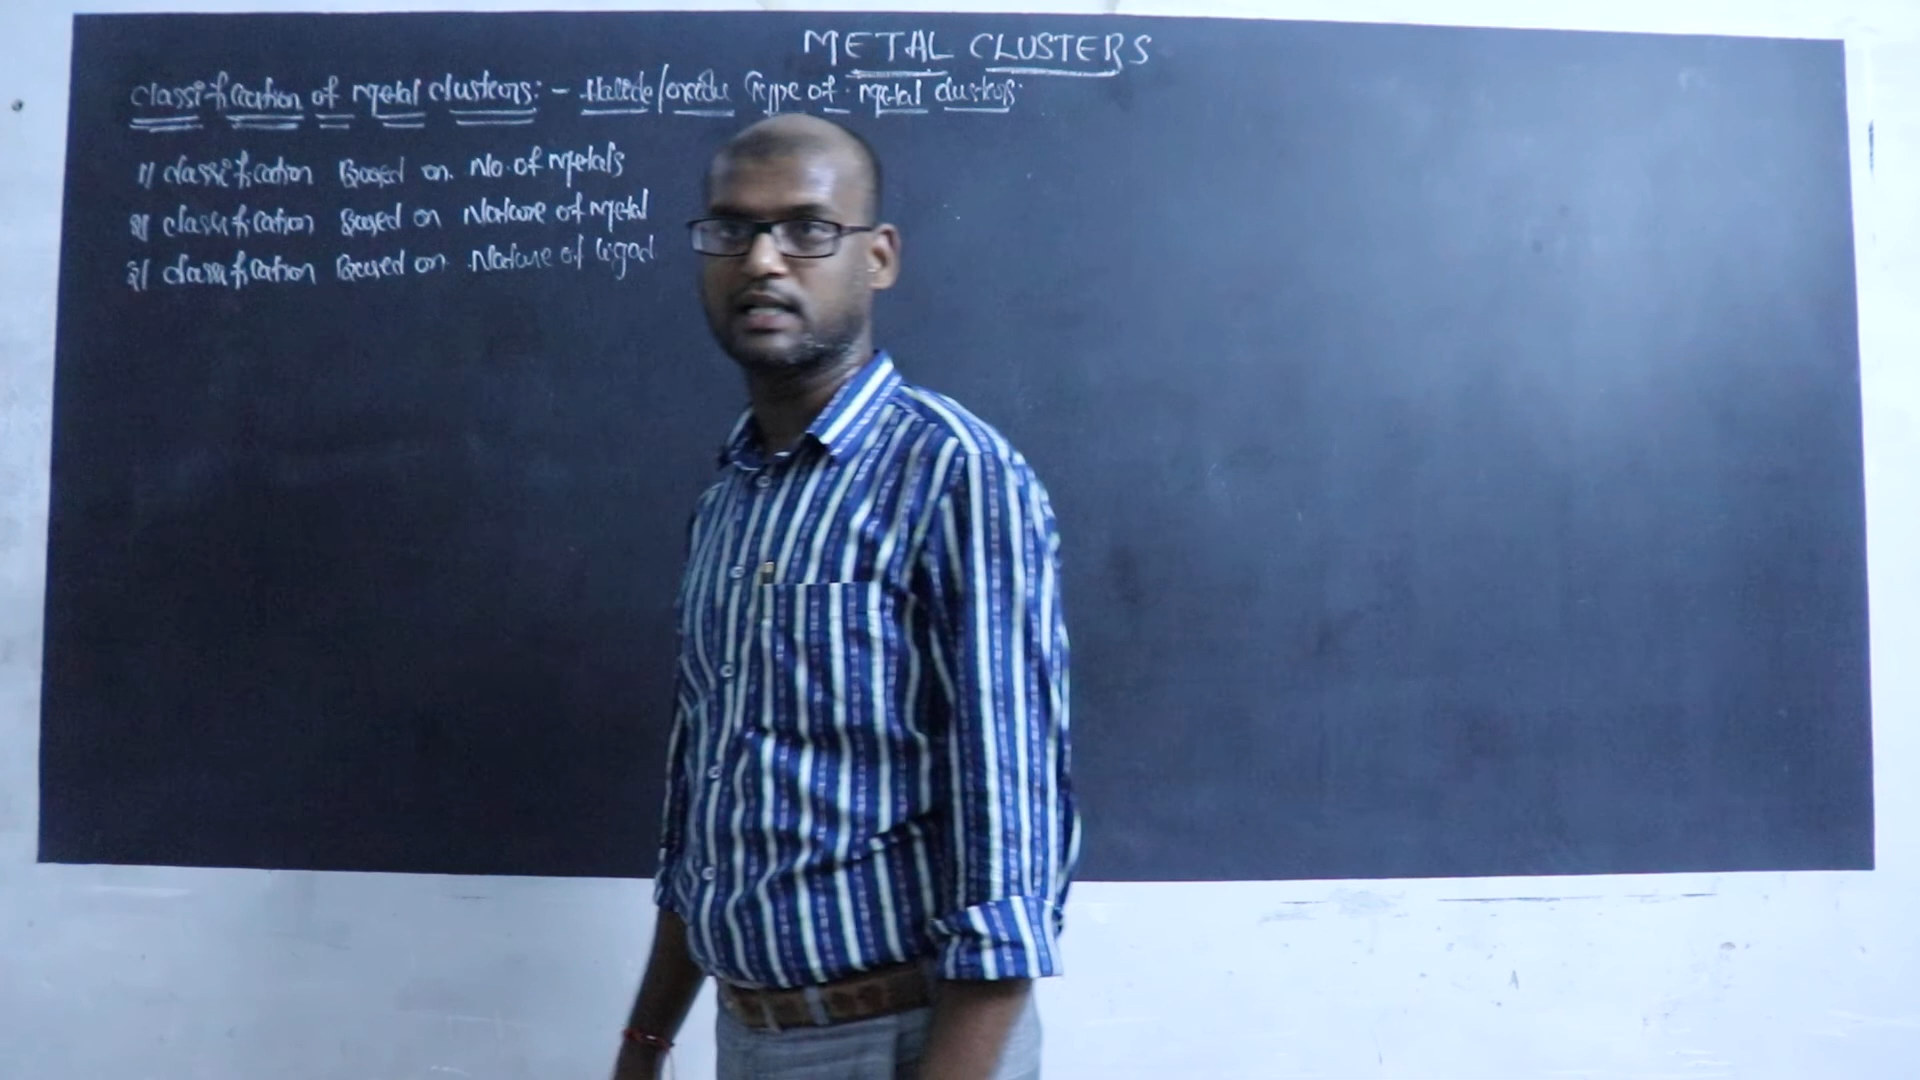 METAL CLUSTERS
classification of metal clusters:- Halide/oxide Type of metal clusters.
1) classification Based on No. of metals
2) classification Based on Nature of metal
3) classification Based on Nature of ligad